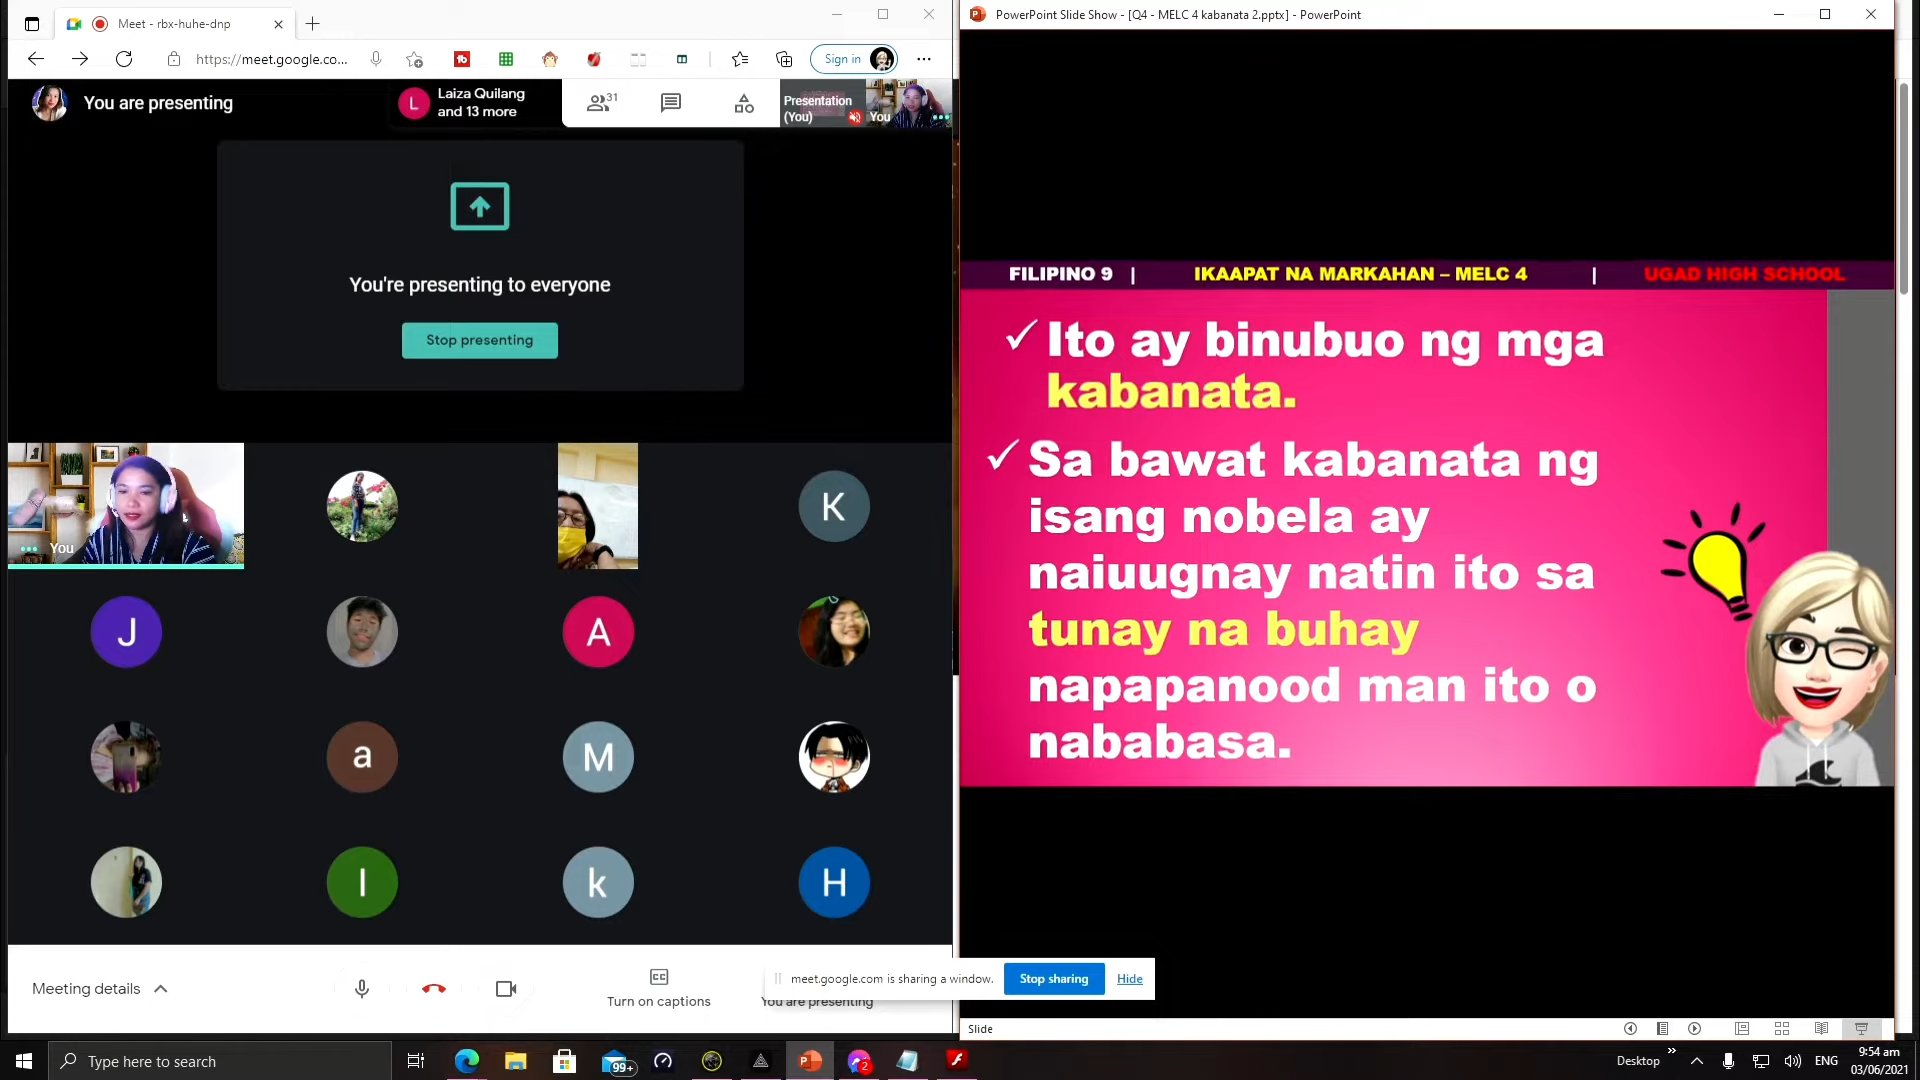 Meet - rbx-huhe-dnp
https://meet.google.co...
Sign in
You are presenting
L
Laiza Quilang
and 13 more
31
Presentation
(You)
You
You're presenting to everyone
Stop presenting
You
K
J
A
a
M
l
k
H
Meeting details
Turn on captions
You are presenting
meet.google.com is sharing a window.
Stop sharing
Hide
PowerPoint Slide Show - [Q4 - MELC 4 kabanata 2.pptx] - PowerPoint
FILIPINO 9 | IKAAPAT NA MARKAHAN – MELC 4 | UGAD HIGH SCHOOL
✓ Ito ay binubuo ng mga
kabanata.
✓ Sa bawat kabanata ng
isang nobela ay
naiuugnay natin ito sa
tunay na buhay
napapanood man ito o
nababasa.
Slide
Type here to search
99+
2
Desktop
ENG
9:54 am
03/06/2021